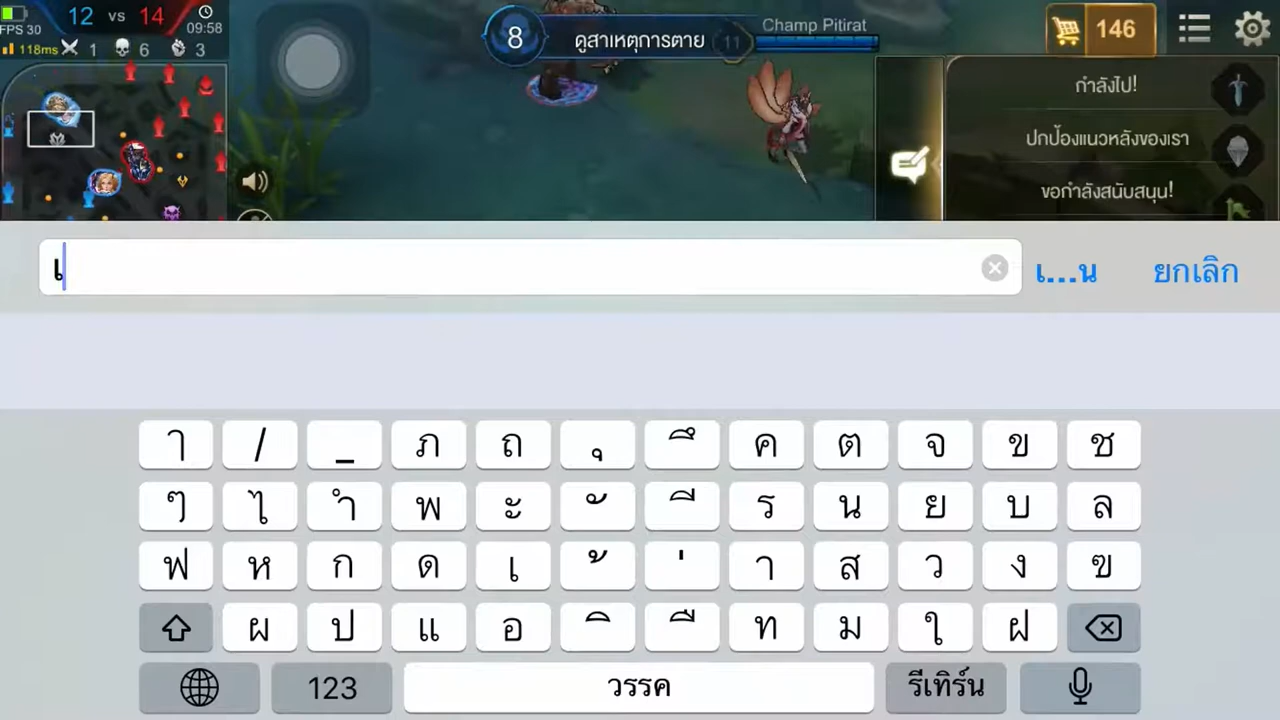 12 vs 14
09:58
FPS 30
118ms 1 6 3
8
ดูสาเหตุการตาย
11
Champ Pitirat
146
กำลังไป!
ปกป้องแนวหลังของเรา
ขอกำลังสนับสนุน!
เ
เ...น
ยกเลิก
ๅ / _ ภ ถ ุ ึ ค ต จ ข ช
ๆ ไ ำ พ ะ ั ี ร น ย บ ล
ฟ ห ก ด เ ้ ่ า ส ว ง ฃ
ผ ป แ อ ิ ื ท ม ใ ฝ
123 วรรค รีเทิร์น